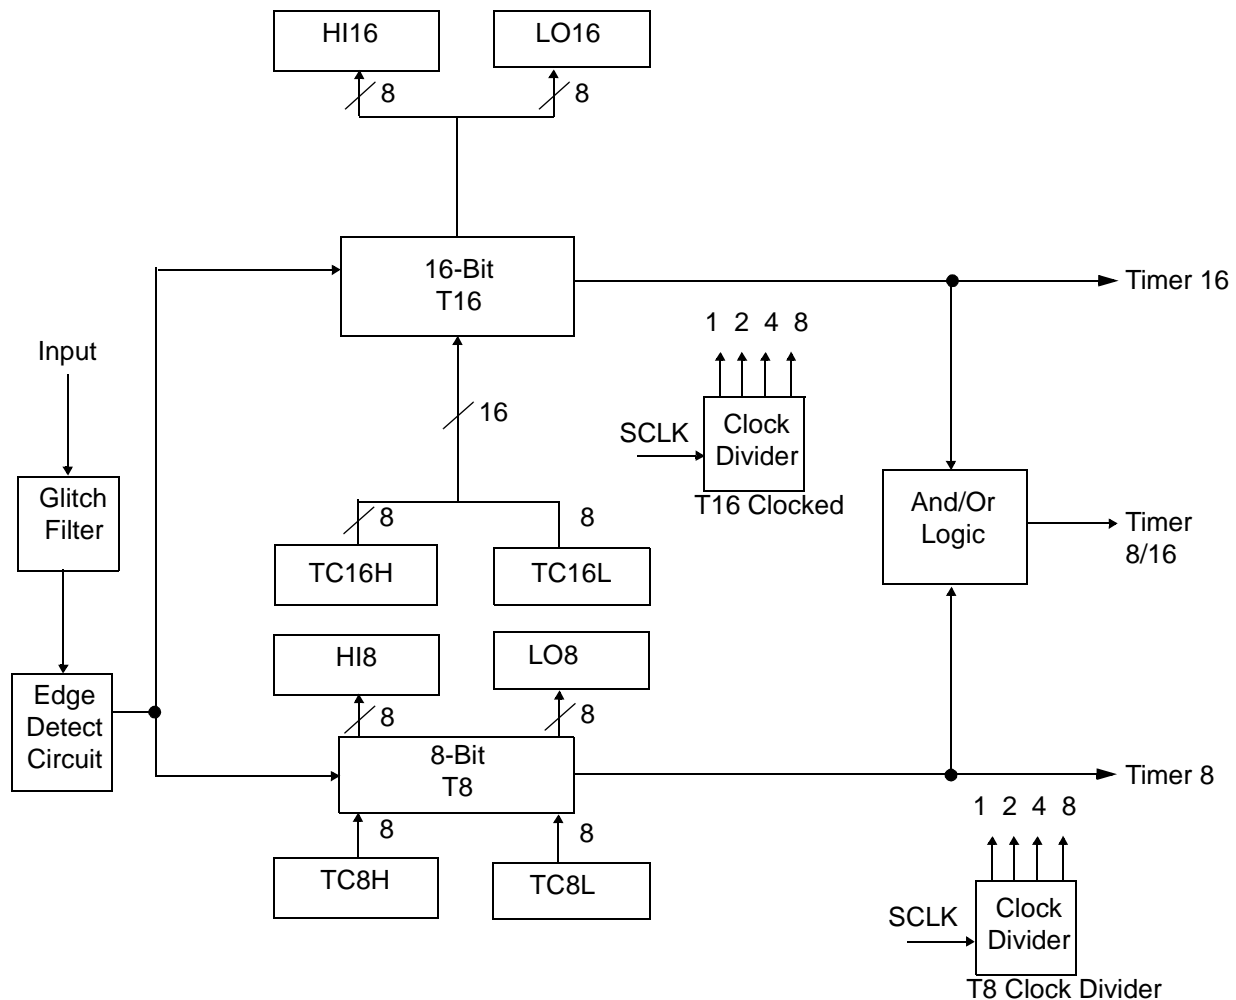 HI16
LO16
8
8
16-Bit
T16
Timer 16
1 2 4 8
Input
16
SCLK
Clock
Divider
T16 Clocked
Glitch
Filter
And/Or
Logic
Timer
8/16
8
8
TC16H
TC16L
HI8
LO8
Edge
Detect
Circuit
8
8
8-Bit
T8
Timer 8
1 2 4 8
8
8
TC8H
TC8L
SCLK
Clock
Divider
T8 Clock Divider